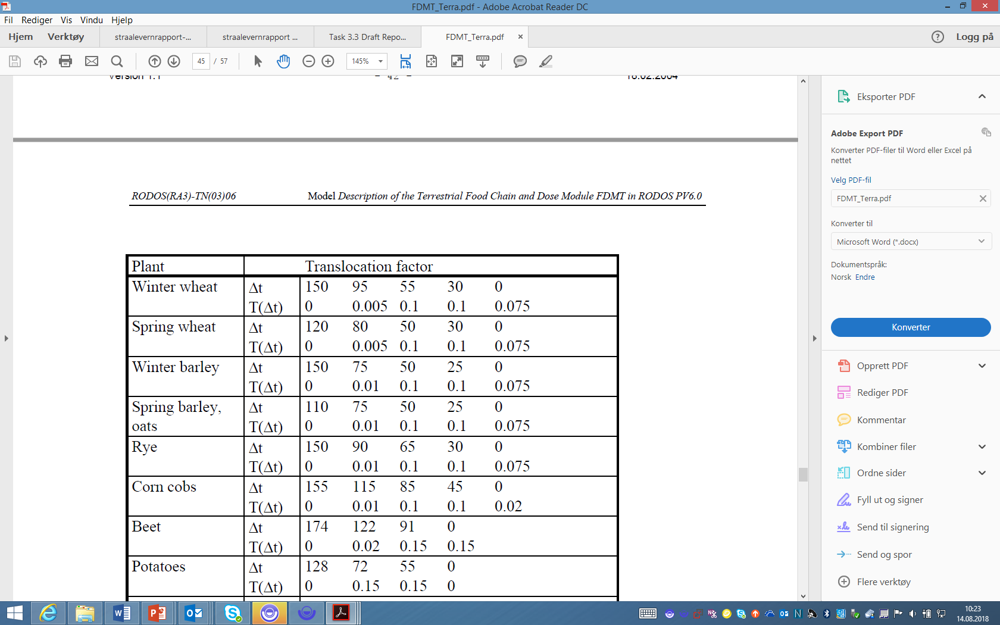 FDMT_Terra.pdf - Adobe Acrobat Reader DC
Fil Rediger Vis Vindu Hjelp
Hjem Verktøy straalevernrapport-... straalevernrapport ... Task 3.3 Draft Repo... FDMT_Terra.pdf × ? Logg på
45 / 57 145%
Version 1.1 - 42 - 18.02.2004
RODOS(RA3)-TN(03)06 Model Description of the Terrestrial Food Chain and Dose Module FDMT in RODOS PV6.0
Plant Translocation factor
Winter wheat Δt 150 95 55 30 0
T(Δt) 0 0.005 0.1 0.1 0.075
Spring wheat Δt 120 80 50 30 0
T(Δt) 0 0.005 0.1 0.1 0.075
Winter barley Δt 150 75 50 25 0
T(Δt) 0 0.01 0.1 0.1 0.075
Spring barley, Δt 110 75 50 25 0
oats T(Δt) 0 0.01 0.1 0.1 0.075
Rye Δt 150 90 65 30 0
T(Δt) 0 0.01 0.1 0.1 0.075
Corn cobs Δt 155 115 85 45 0
T(Δt) 0 0.01 0.1 0.1 0.02
Beet Δt 174 122 91 0
T(Δt) 0 0.02 0.15 0.15
Potatoes Δt 128 72 55 0
T(Δt) 0 0.15 0.15 0
Eksporter PDF
Adobe Export PDF
Konverter PDF-filer til Word eller Excel på
nettet
Velg PDF-fil
FDMT_Terra.pdf
Konverter til
Microsoft Word (*.docx)
Dokumentspråk:
Norsk Endre
Konverter
Opprett PDF
Rediger PDF
Kommentar
Kombiner filer
Ordne sider
Fyll ut og signer
Send til signering
Send og spor
Flere verktøy
10:23
14.08.2018